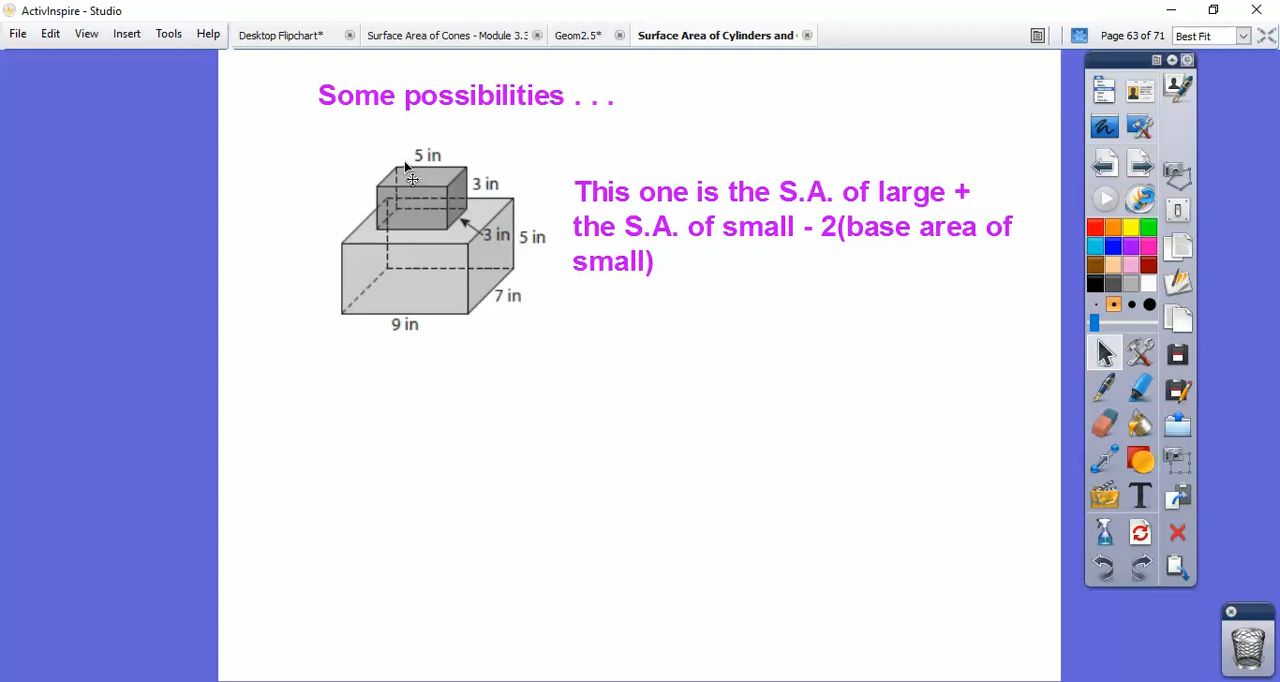 ActivInspire - Studio
File Edit View Insert Tools Help
Desktop Flipchart* Surface Area of Cones - Module 3.3 Geom2.5* Surface Area of Cylinders and
Page 63 of 71 Best Fit
Some possibilities . . .
5 in
3 in
3 in
5 in
7 in
9 in
This one is the S.A. of large +
the S.A. of small - 2(base area of
small)